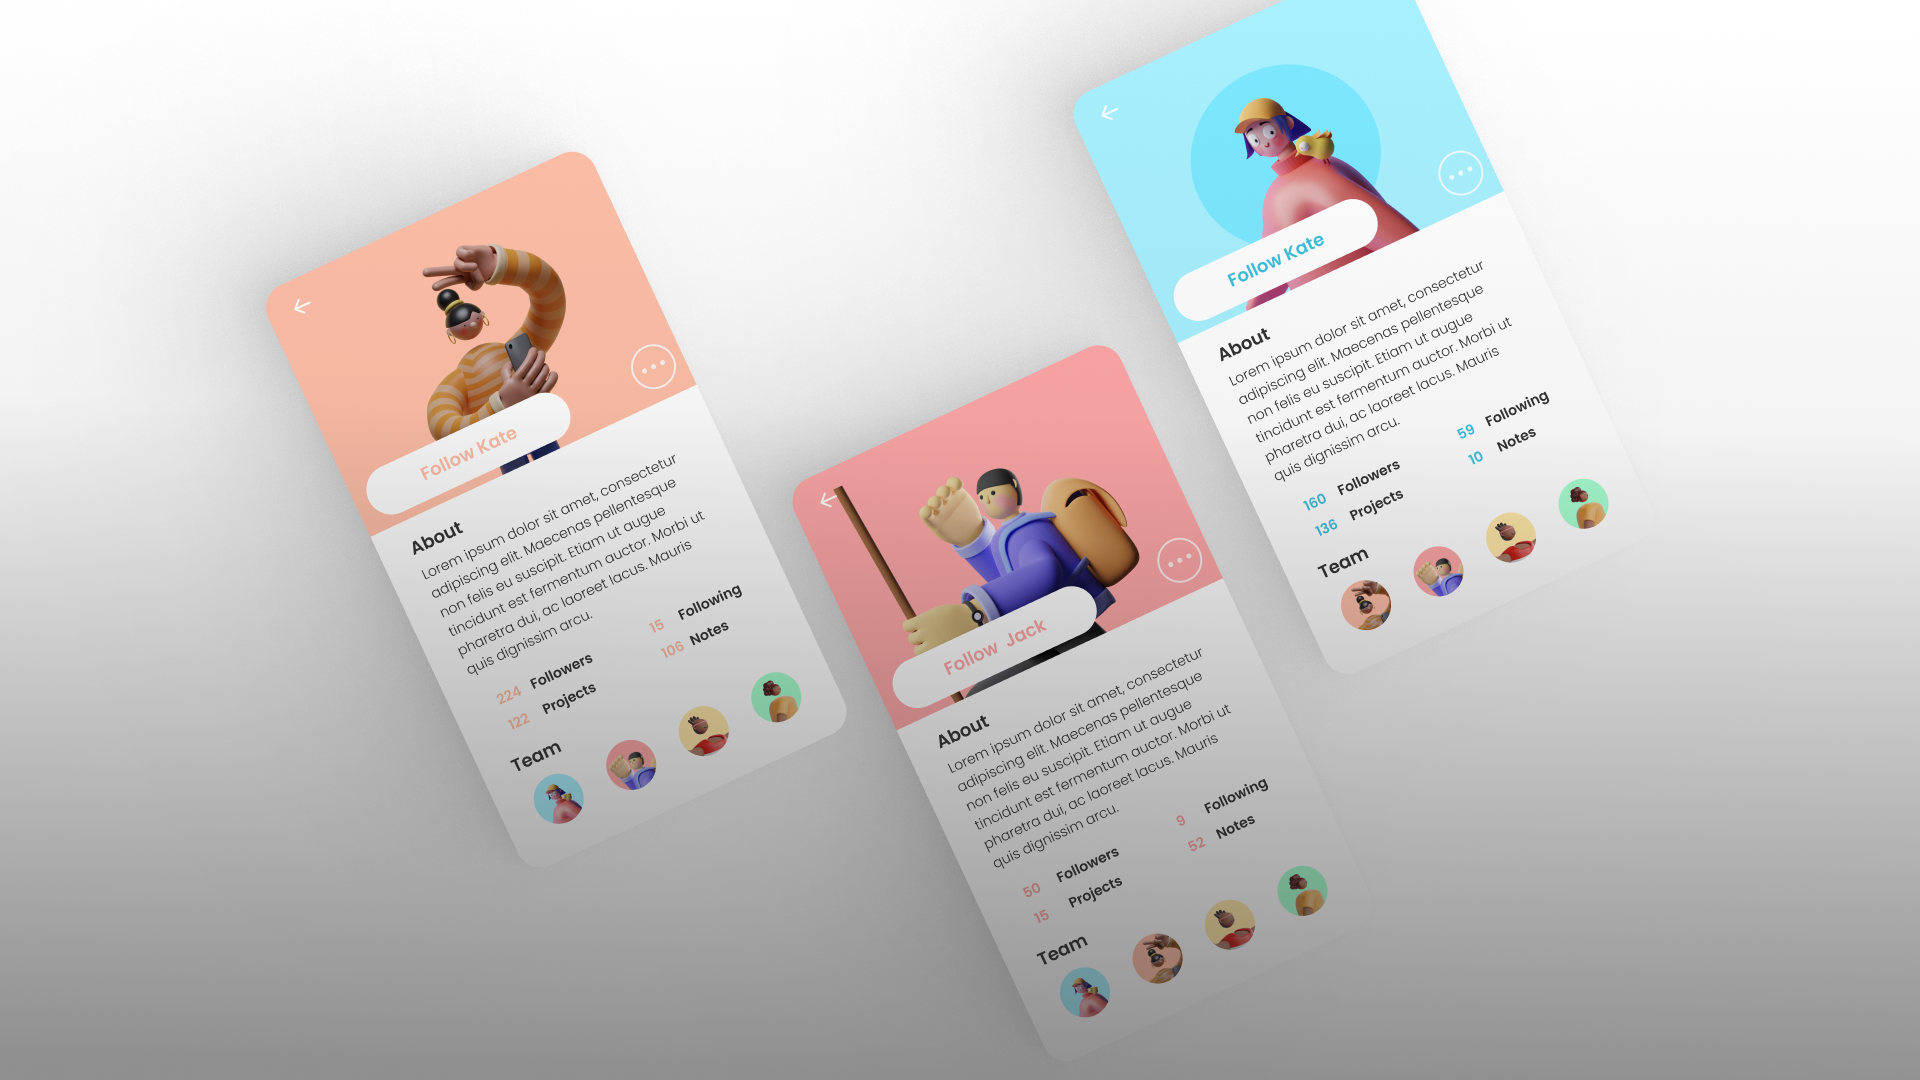 Follow Kate
About
Lorem ipsum dolor sit amet, consectetur
adipiscing elit. Maecenas pellentesque
non felis eu suscipit. Etiam ut augue
tincidunt est fermentum auctor. Morbi ut
pharetra dui, ac laoreet lacus. Mauris
quis dignissim arcu.
224 Followers
15 Following
122 Projects
106 Notes
Team
Follow Jack
About
Lorem ipsum dolor sit amet, consectetur
adipiscing elit. Maecenas pellentesque
non felis eu suscipit. Etiam ut augue
tincidunt est fermentum auctor. Morbi ut
pharetra dui, ac laoreet lacus. Mauris
quis dignissim arcu.
50 Followers
9 Following
15 Projects
52 Notes
Team
Follow Kate
About
Lorem ipsum dolor sit amet, consectetur
adipiscing elit. Maecenas pellentesque
non felis eu suscipit. Etiam ut augue
tincidunt est fermentum auctor. Morbi ut
pharetra dui, ac laoreet lacus. Mauris
quis dignissim arcu.
160 Followers
59 Following
136 Projects
10 Notes
Team